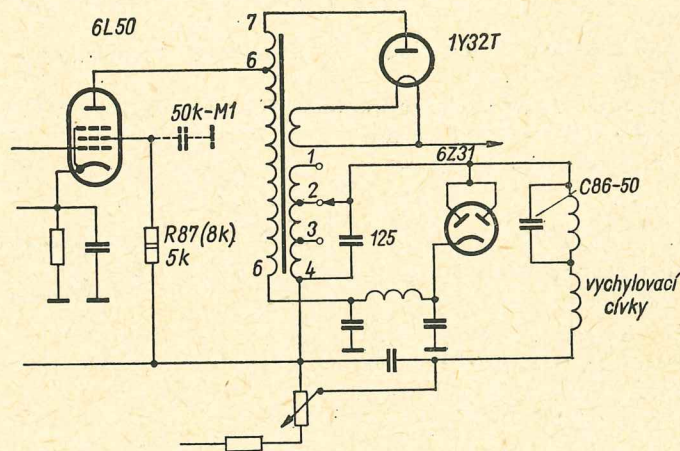 6L50
7
1Y32T
6
50k-M1
6Z31
1
2
C86-50
3
125
R87(8k)
5k
6
4
vychylovací
cívky